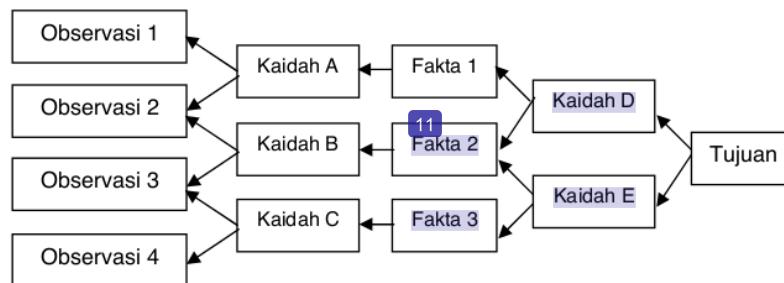 Observasi 1
Observasi 2
Observasi 3
Observasi 4
Kaidah A
Kaidah B
Kaidah C
Fakta 1
11
Fakta 2
Fakta 3
Kaidah D
Kaidah E
Tujuan